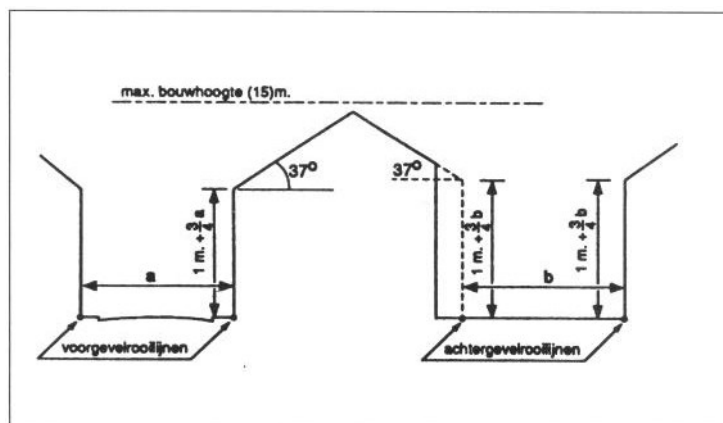 max. bouwhoogte (15)m.
37°
37°
1 m. + 3/4 a
1 m. + 3/4 b
1 m. + 3/4 b
a
b
voorgevelrooilijnen
achtergevelrooilijnen